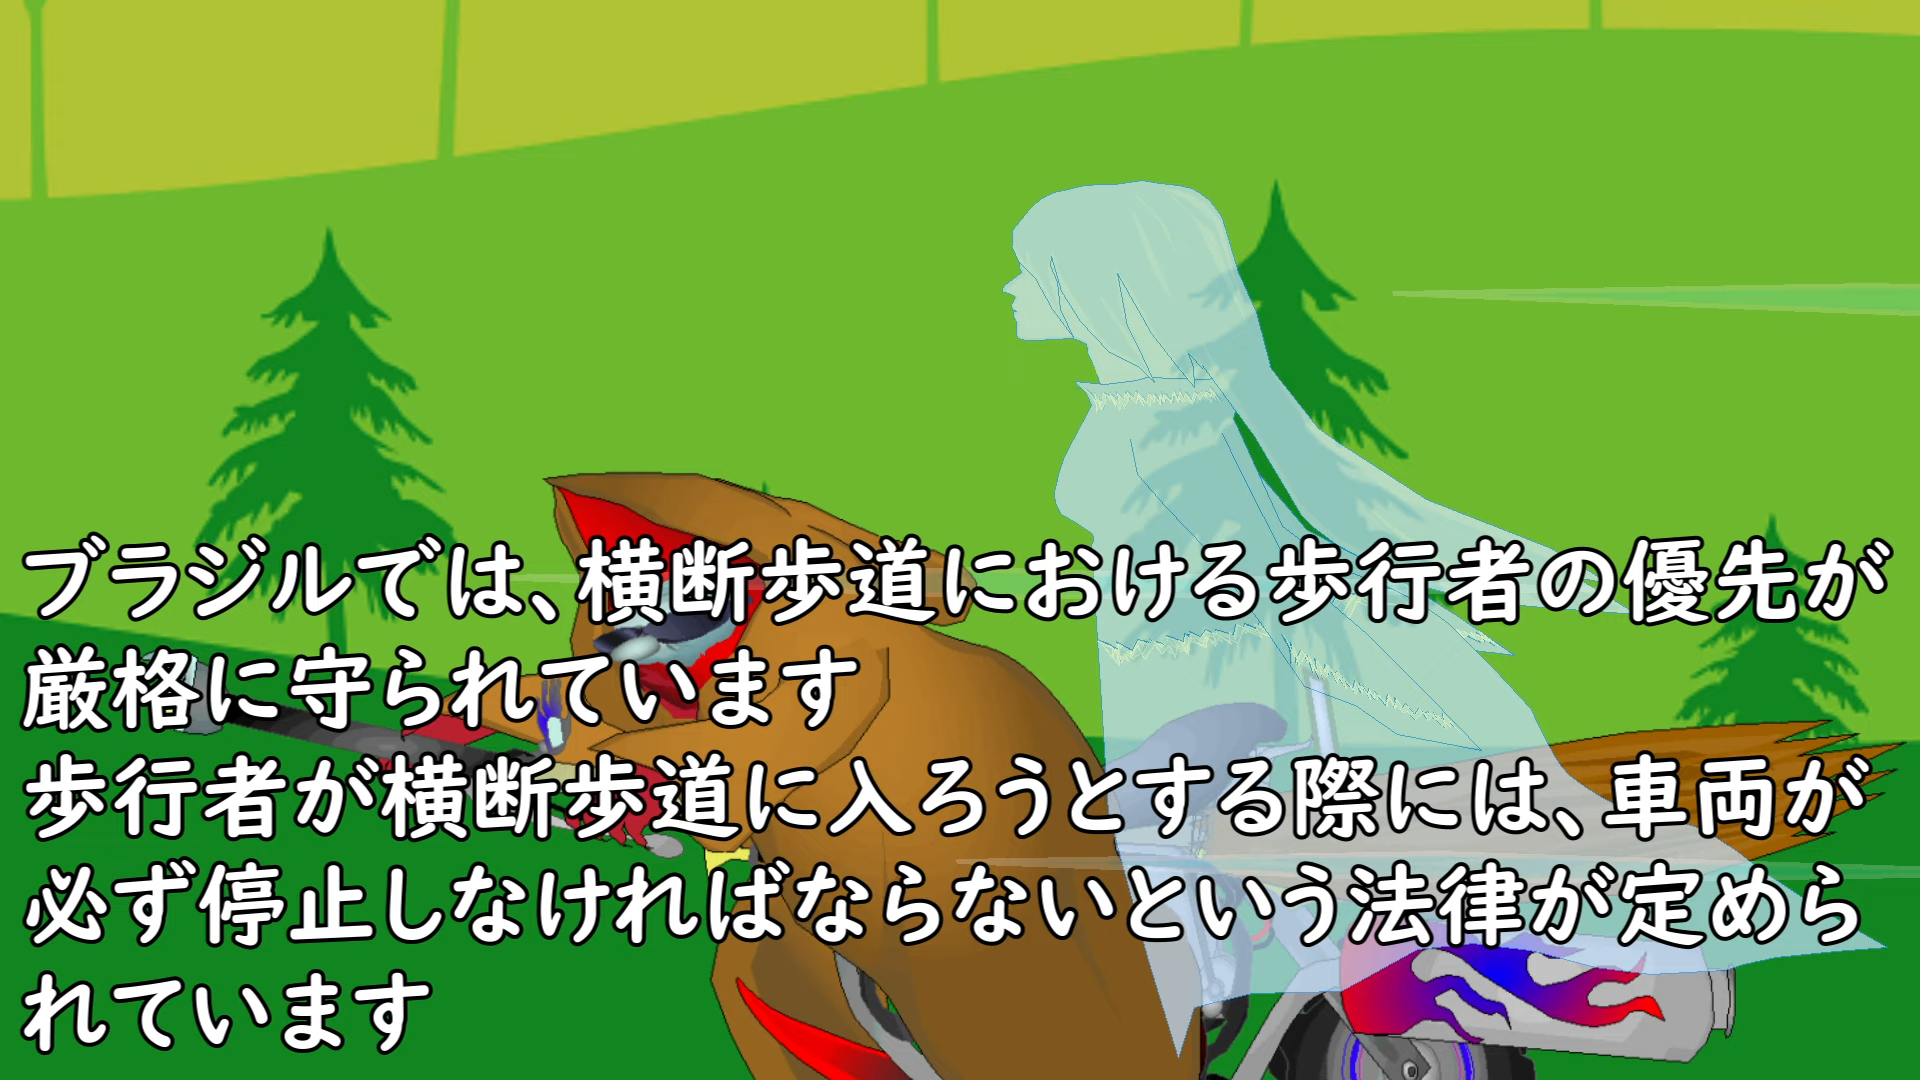 ブラジルでは、横断歩道における歩行者の優先が
厳格に守られています
歩行者が横断歩道に入ろうとする際には、車両が
必ず停止しなければならないという法律が定めら
れています